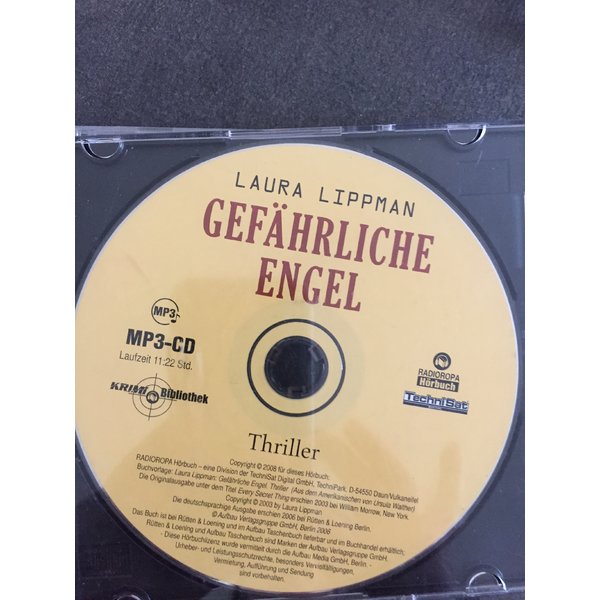 LAURA LIPPMAN
GEFÄHRLICHE
ENGEL
MP3
MP3-CD
Laufzeit 11:22 Std.
KRIMI Bibliothek
RADIOROPA
Hörbuch
TechniSat
Thriller
Copyright © 2008 für dieses Hörbuch:
RADIOROPA Hörbuch – eine Division der TechniSat Digital GmbH, TechniPark, D-54550 Daun/Vulkaneifel
Buchvorlage: Laura Lippman: Gefährliche Engel. Thriller (Aus dem Amerikanischen von Ursula Walther)
Die Originalausgabe unter dem Titel Every Secret Thing erschien 2003 bei William Morrow, New York.
Copyright © 2003 by Laura Lippman
Die deutschsprachige Ausgabe erschien 2006 bei Rütten & Loening Berlin.
© Aufbau Verlagsgruppe GmbH, Berlin 2006
Das Buch ist bei Rütten & Loening und im Aufbau Taschenbuch lieferbar und im Buchhandel erhältlich.
Rütten & Loening und Aufbau Taschenbuch sind Marken der Aufbau Verlagsgruppe GmbH.
Diese Hörbuchlizenz wurde vermittelt durch die Aufbau Media GmbH, Berlin. -
Urheber- und Leistungsschutzrechte, besonders Vervielfältigungen,
Vermietung, Aufführung und Sendung
sind vorbehalten.